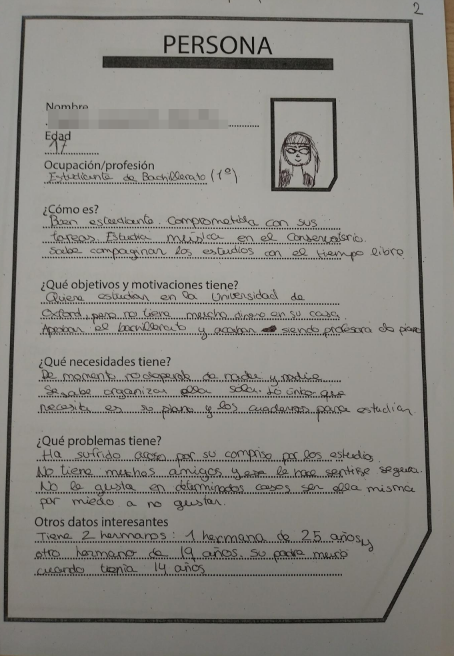 2
PERSONA
Nombre
Edad
17
Ocupación/profesión
Estudiante de Bachillerato (1º)
¿Cómo es?
Buen estudiante. Comprometida con sus
tareas. Estudia música en el conservatorio.
Sabe compaginar los estudios con el tiempo libre
¿Qué objetivos y motivaciones tiene?
Quiere estudiar en la Universidad de
Oxford, pero no tiene mucho dinero en su casa.
Aprobar el bachillerato y acabar siendo profesora de piano
¿Qué necesidades tiene?
De momento no depende de nadie y
Se sabe organizar ella sola. Lo único que
necesita es su piano y los cuadernos para estudiar.
¿Qué problemas tiene?
Ha sufrido acoso por su por los estudios
No tiene muchos amigos y eso le hace sentirse segura.
No le gusta en determinados casos ser ella misma
por miedo a no gustar.
Otros datos interesantes
Tiene 2 hermanos: 1 hermana de 25 años y
otro hermano de 19 años, su padre murió
cuando tenía 14 años